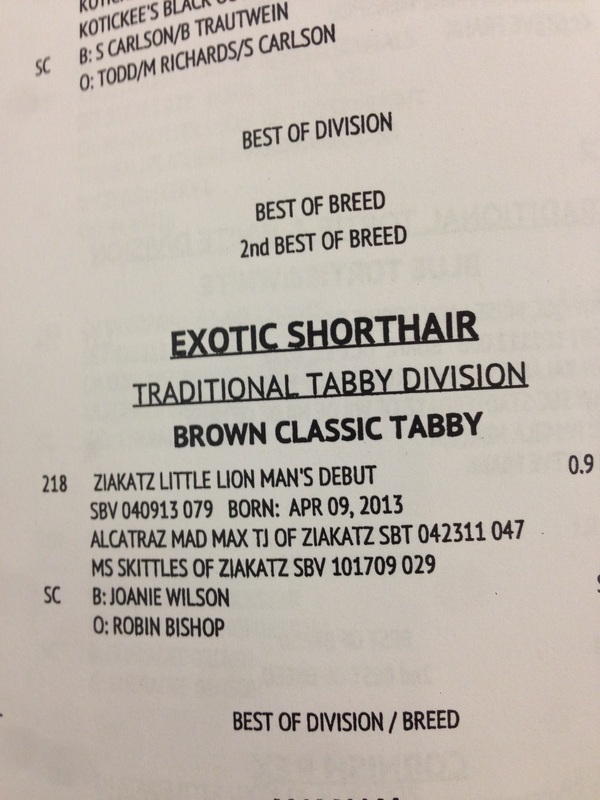 KOTICKEE'S BLACK
SC B: S CARLSON/B TRAUTWEIN
O: TODD/M RICHARDS/S CARLSON
BEST OF DIVISION
BEST OF BREED
2nd BEST OF BREED
EXOTIC SHORTHAIR
TRADITIONAL TABBY DIVISION
BROWN CLASSIC TABBY
218 ZIAKATZ LITTLE LION MAN'S DEBUT 0.9
SBV 040913 079 BORN: APR 09, 2013
ALCATRAZ MAD MAX TJ OF ZIAKATZ SBT 042311 047
MS SKITTLES OF ZIAKATZ SBV 101709 029
SC B: JOANIE WILSON
O: ROBIN BISHOP
BEST OF DIVISION / BREED